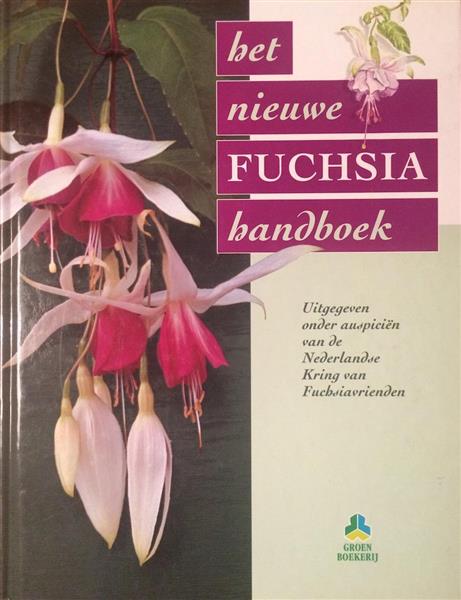 het
nieuwe
FUCHSIA
handboek
Uitgegeven
onder auspiciën
van de
Nederlandse
Kring van
Fuchsiavrienden
GROEN
BOEKERIJ